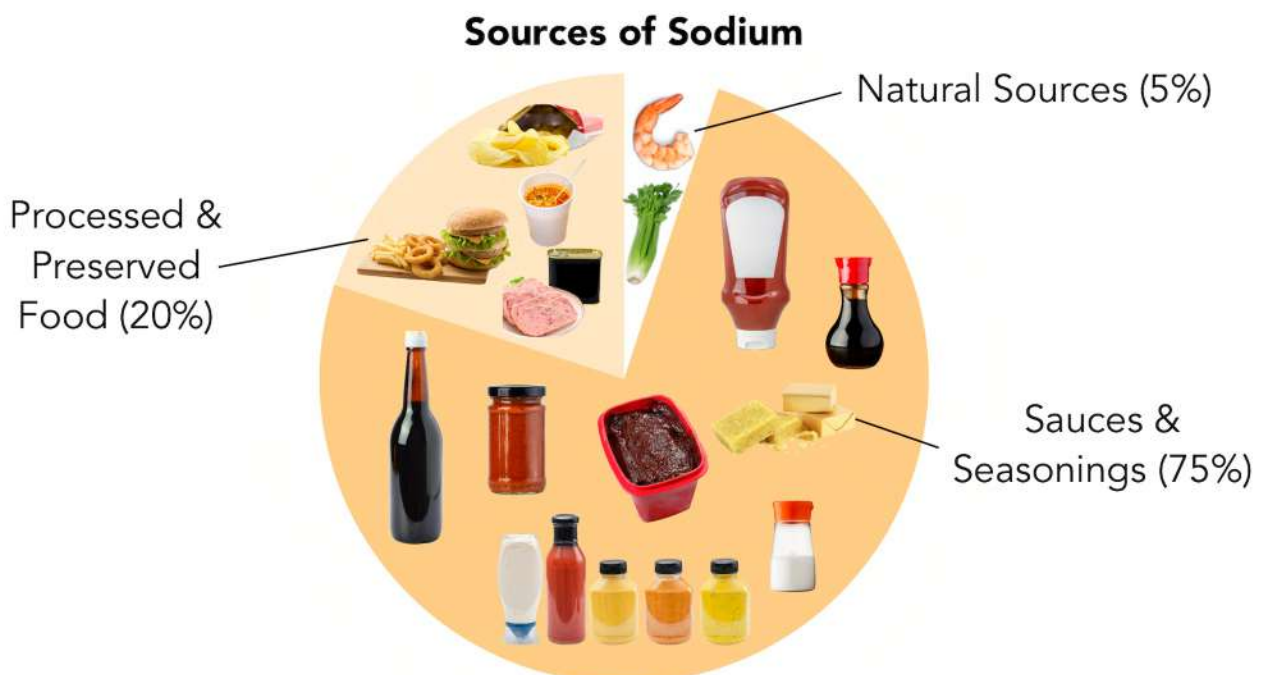 Sources of Sodium
Natural Sources (5%)
Processed &
Preserved
Food (20%)
Sauces &
Seasonings (75%)